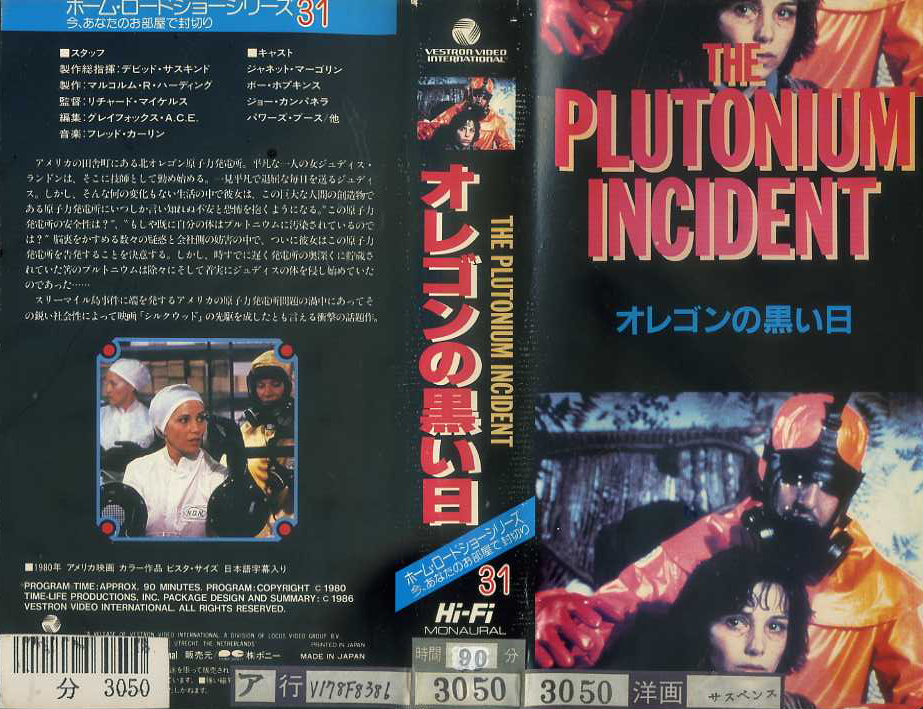 ホーム・ロードショーシリーズ 31
今、あなたのお部屋で封切り
■スタッフ
製作総指揮：デビッド・サスキンド
製作：マルコルム・R・ハーディング
監督：リチャード・マイケルス
編集：グレイフォックス・A.C.E.
音楽：フレッド・カーリン
■キャスト
ジャネット・マーゴリン
ボー・ホプキンス
ジョー・カンパネラ
パワーズ・ブース／他
アメリカの田舎町にある北オレゴン原子力発電所。平凡な一人の女ジュディス・
ランドンは、そこに技師として勤め始める。一見平凡で退屈な毎日を送るジュディ
ス。しかし、そんな何の変化もない生活の中で彼女は、この巨大な人間の創造物で
ある原子力発電所にいつしか言い知れぬ不安と恐怖を抱くようになる。“この原子力
発電所の安全性は？”、“もしや既に自分の体はプルトニウムに汚染されているので
は？”脳裏をかすめる数々の疑惑と会社側の妨害の中で、ついに彼女はこの原子力
発電所を告発することを決意する。しかし、時すでに遅く発電所の奥深くに貯蔵さ
れていた筈のプルトニウムは除々にそして着実にジュディスの体を侵し始めていた
のであった……
スリーマイル島事件に端を発するアメリカの原子力発電所問題の渦中にあってそ
の鋭い社会性によって映画「シルクウッド」の先駆を成したとも言える衝撃の話題作。
■1980年 アメリカ映画 カラー作品 ビスタ・サイズ 日本語字幕入り
PROGRAM TIME: APPROX. 90 MINUTES. PROGRAM: COPYRIGHT © 1980
TIME-LIFE PRODUCTIONS, INC. PACKAGE DESIGN AND SUMMARY: © 1986
VESTRON VIDEO INTERNATIONAL. ALL RIGHTS RESERVED.
A RELEASE OF VESTRON VIDEO INTERNATIONAL A DIVISION OF LOCUS VIDEO GROUP B.V.
UTRECHT THE NETHERLANDS
PRINTED IN JAPAN
販売元 PCC 株式ポニー
MADE IN JAPAN
分 3050
ア 行 V178F8386
VESTRON VIDEO
INTERNATIONAL
オレゴンの黒い日
THE PLUTONIUM INCIDENT
ホーム・ロードショーシリーズ
今、あなたのお部屋で封切り
31
Hi-Fi
MONAURAL
時間 90 分
3050
THE
PLUTONIUM
INCIDENT
オレゴンの黒い日
3050 洋画 サスペンス